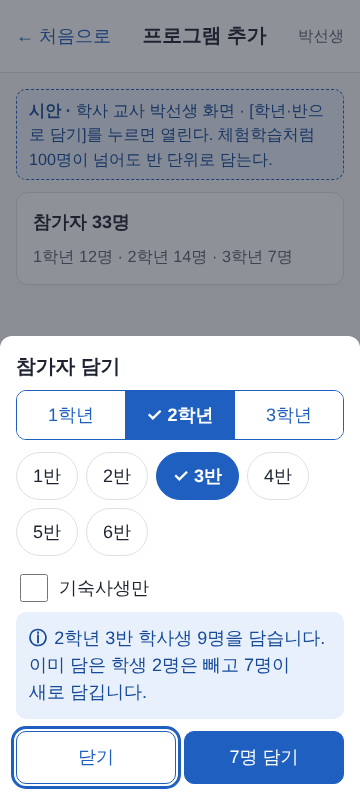 ← 처음으로 프로그램 추가 박선생
시안 · 학사 교사 박선생 화면 · [학년·반으
로 담기]를 누르면 열린다. 체험학습처럼
100명이 넘어도 반 단위로 담는다.
참가자 33명
1학년 12명 · 2학년 14명 · 3학년 7명
참가자 담기
1학년 ✓ 2학년 3학년
1반 2반 ✓ 3반 4반
5반 6반
기숙사생만
ⓘ 2학년 3반 학사생 9명을 담습니다.
이미 담은 학생 2명은 빼고 7명이
새로 담깁니다.
닫기 7명 담기